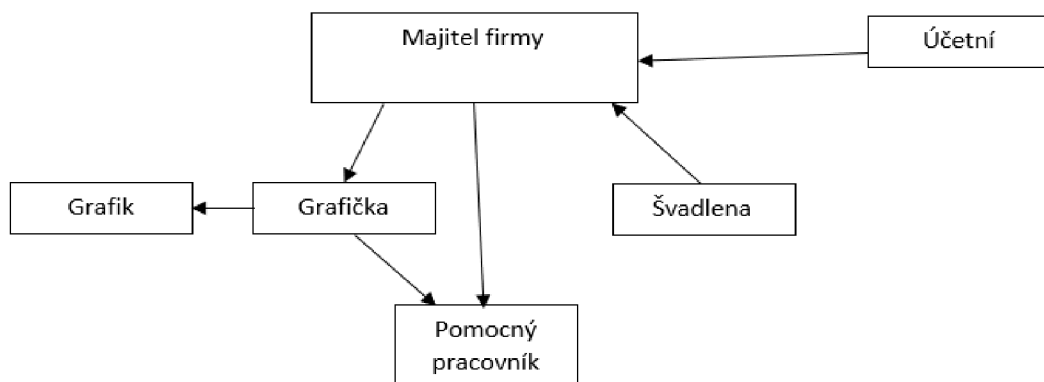 Majitel firmy
Účetní
Grafik
Grafička
Švadlena
Pomocný
pracovník